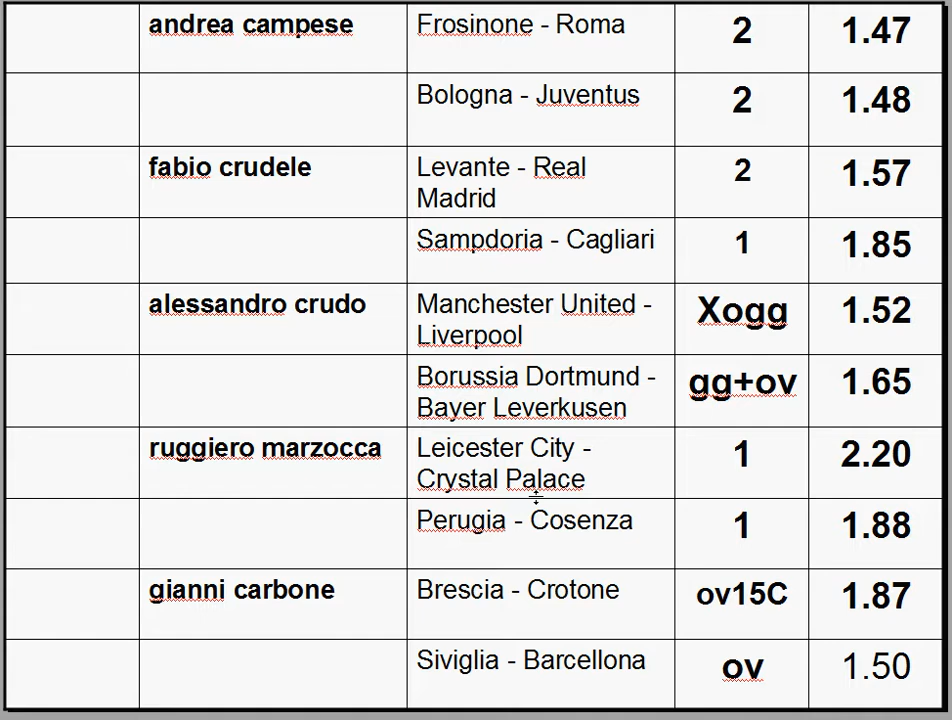 andrea campese Frosinone - Roma 2 1.47
Bologna - Juventus 2 1.48
fabio crudele Levante - Real 2 1.57
Madrid
Sampdoria - Cagliari 1 1.85
alessandro crudo Manchester United - Xogg 1.52
Liverpool
Borussia Dortmund - gg+ov 1.65
Bayer Leverkusen
ruggiero marzocca Leicester City - 1 2.20
Crystal Palace
Perugia - Cosenza 1 1.88
gianni carbone Brescia - Crotone ov15C 1.87
Siviglia - Barcellona ov 1.50